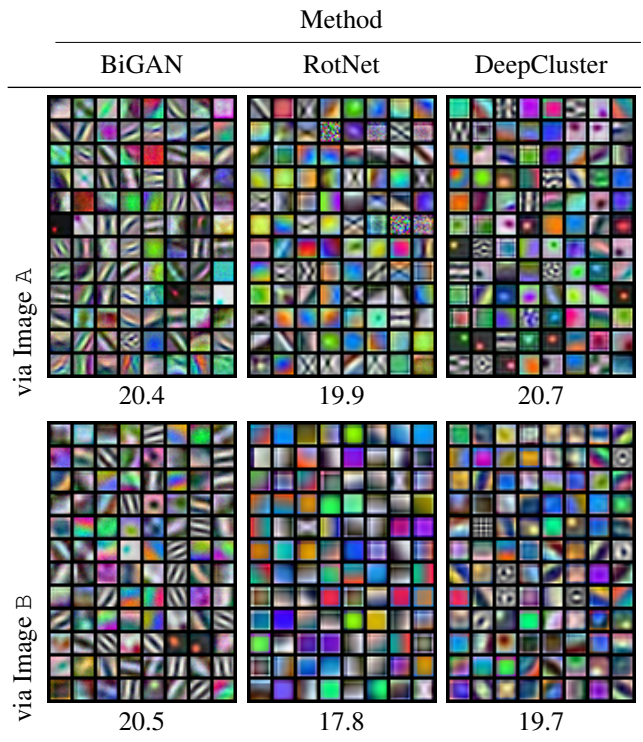 Method
BiGAN RotNet DeepCluster
via Image A
20.4 19.9 20.7
via Image B
20.5 17.8 19.7